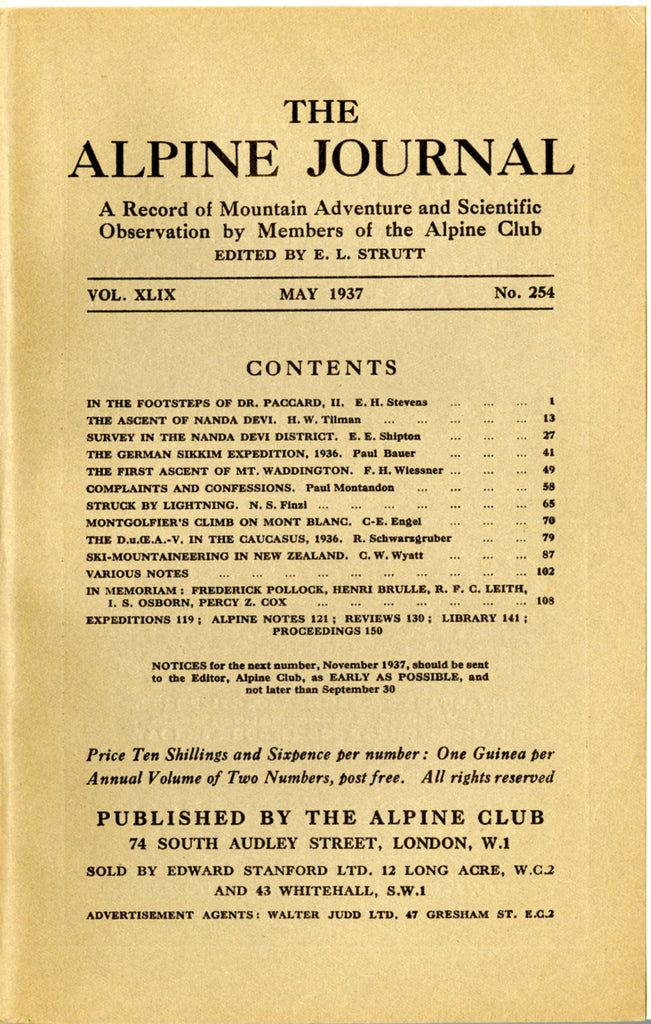 THE
ALPINE JOURNAL
A Record of Mountain Adventure and Scientific
Observation by Members of the Alpine Club
EDITED BY E. L. STRUTT
VOL. XLIX MAY 1937 No. 254
CONTENTS
IN THE FOOTSTEPS OF DR. PACCARD, II. E. H. Stevens ... ... ... 1
THE ASCENT OF NANDA DEVI. H. W. Tilman ... ... ... ... ... 13
SURVEY IN THE NANDA DEVI DISTRICT. E. E. Shipton ... ... ... 27
THE GERMAN SIKKIM EXPEDITION, 1936. Paul Bauer ... ... ... 41
THE FIRST ASCENT OF MT. WADDINGTON. F. H. Wiessner ... ... ... 49
COMPLAINTS AND CONFESSIONS. Paul Montandon ... ... ... ... 58
STRUCK BY LIGHTNING. N. S. Finzi ... ... ... ... ... ... ... 65
MONTGOLFIER'S CLIMB ON MONT BLANC. C-E. Engel ... ... ... 70
THE D.u.Œ.A.-V. IN THE CAUCASUS, 1936. R. Schwarzgruber ... ... 79
SKI-MOUNTAINEERING IN NEW ZEALAND. C. W. Wyatt ... ... ... 87
VARIOUS NOTES ... ... ... ... ... ... ... ... ... ... 102
IN MEMORIAM : FREDERICK POLLOCK, HENRI BRULLE, R. F. C. LEITH,
I. S. OSBORN, PERCY Z. COX ... ... ... ... ... ... ... 108
EXPEDITIONS 119 ; ALPINE NOTES 121 ; REVIEWS 130 ; LIBRARY 141 ;
PROCEEDINGS 150
NOTICES for the next number, November 1937, should be sent
to the Editor, Alpine Club, as EARLY AS POSSIBLE, and
not later than September 30
Price Ten Shillings and Sixpence per number : One Guinea per
Annual Volume of Two Numbers, post free. All rights reserved
PUBLISHED BY THE ALPINE CLUB
74 SOUTH AUDLEY STREET, LONDON, W.1
SOLD BY EDWARD STANFORD LTD. 12 LONG ACRE, W.C.2
AND 43 WHITEHALL, S.W.1
ADVERTISEMENT AGENTS : WALTER JUDD LTD. 47 GRESHAM ST. E.C.2